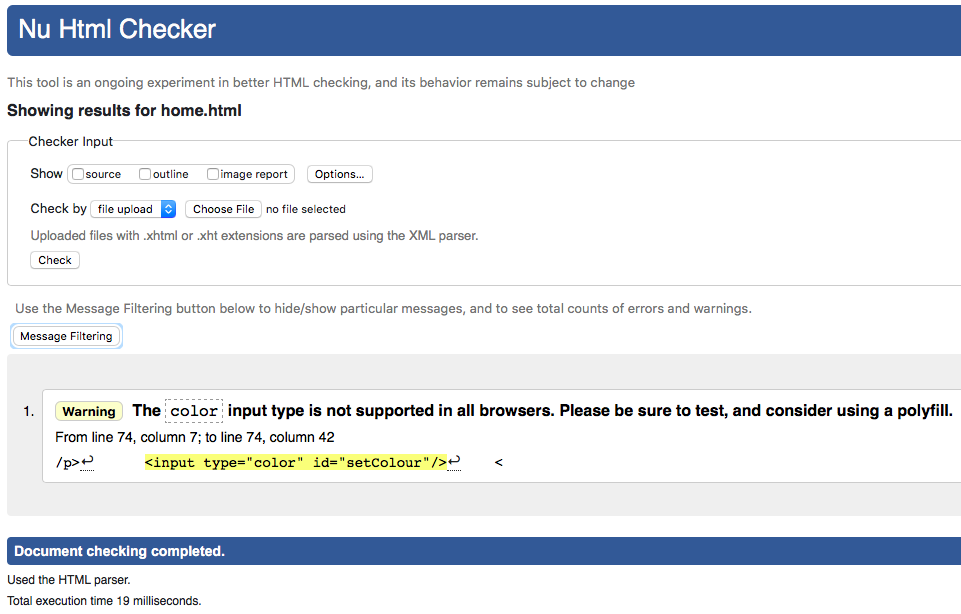 Nu Html Checker
This tool is an ongoing experiment in better HTML checking, and its behavior remains subject to change
Showing results for home.html
Checker Input
Show source outline image report Options...
Check by file upload Choose File no file selected
Uploaded files with .xhtml or .xht extensions are parsed using the XML parser.
Check
Use the Message Filtering button below to hide/show particular messages, and to see total counts of errors and warnings.
Message Filtering
1. Warning The color input type is not supported in all browsers. Please be sure to test, and consider using a polyfill.
From line 74, column 7; to line 74, column 42
/p>↩ <input type="color" id="setColour"/>↩ <
Document checking completed.
Used the HTML parser.
Total execution time 19 milliseconds.